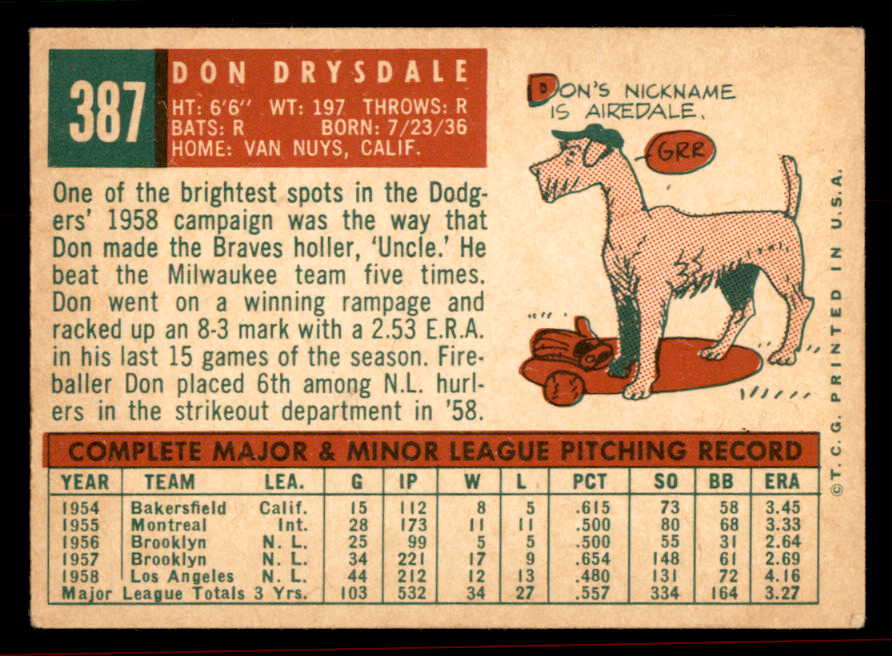 387
DON DRYSDALE
HT: 6'6" WT: 197 THROWS: R
BATS: R BORN: 7/23/36
HOME: VAN NUYS, CALIF.
One of the brightest spots in the Dodg-
ers' 1958 campaign was the way that
Don made the Braves holler, 'Uncle.' He
beat the Milwaukee team five times.
Don went on a winning rampage and
racked up an 8-3 mark with a 2.53 E.R.A.
in his last 15 games of the season. Fire-
baller Don placed 6th among N.L. hurl-
ers in the strikeout department in '58.
DON'S NICKNAME
IS AIREDALE.
GRR
© T. C. G. PRINTED IN U.S.A.
COMPLETE MAJOR & MINOR LEAGUE PITCHING RECORD
YEAR TEAM LEA. G IP W L PCT SO BB ERA
1954 Bakersfield Calif. 15 112 8 5 .615 73 58 3.45
1955 Montreal Int. 28 173 11 11 .500 80 68 3.33
1956 Brooklyn N. L. 25 99 5 5 .500 55 31 2.64
1957 Brooklyn N. L. 34 221 17 9 .654 148 61 2.69
1958 Los Angeles N. L. 44 212 12 13 .480 131 72 4.16
Major League Totals 3 Yrs. 103 532 34 27 .557 334 164 3.27